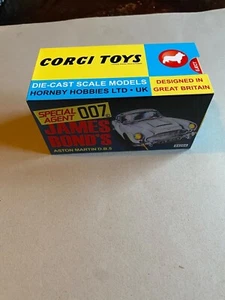 CORGI TOYS
DIE-CAST SCALE MODELS
HORNBY HOBBIES LTD • UK
DESIGNED IN
GREAT BRITAIN
SPECIAL
AGENT 007
JAMES
BOND'S
ASTON MARTIN D.B.5